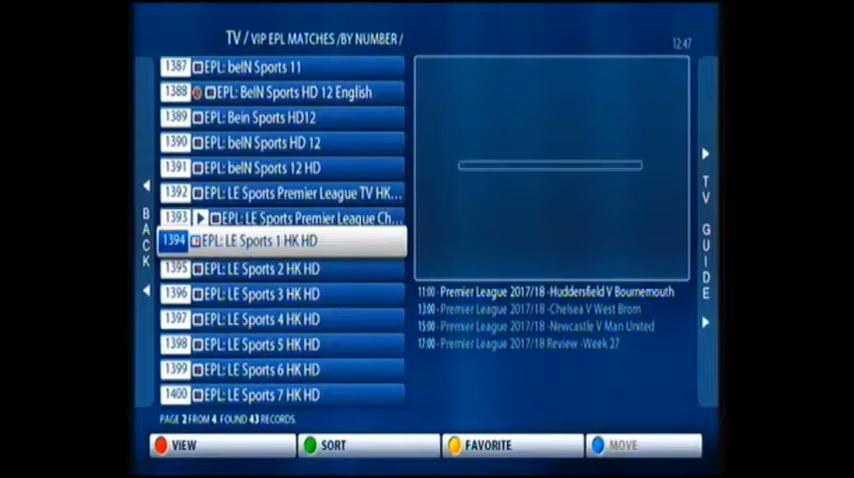 TV / VIP EPL MATCHES /BY NUMBER /
12:47
1387 EPL: beIN Sports 11
1388 EPL: BeIN Sports HD 12 English
1389 EPL: Bein Sports HD12
1390 EPL: beIN Sports HD 12
1391 EPL: beIN Sports 12 HD
1392 EPL: LE Sports Premier League TV HK...
1393 EPL: LE Sports Premier League Ch...
1394 EPL: LE Sports 1 HK HD
1395 EPL: LE Sports 2 HK HD
1396 EPL: LE Sports 3 HK HD
1397 EPL: LE Sports 4 HK HD
1398 EPL: LE Sports 5 HK HD
1399 EPL: LE Sports 6 HK HD
1400 EPL: LE Sports 7 HK HD
BACK
TV GUIDE
11:00 - Premier League 2017/18 -Huddersfield V Bournemouth
13:00 - Premier League 2017/18 -Chelsea V West Brom
15:00 - Premier League 2017/18 -Newcastle V Man United
17:00 - Premier League 2017/18 Review -Week 27
PAGE 2 FROM 4. FOUND 43 RECORDS.
VIEW
SORT
FAVORITE
MOVE